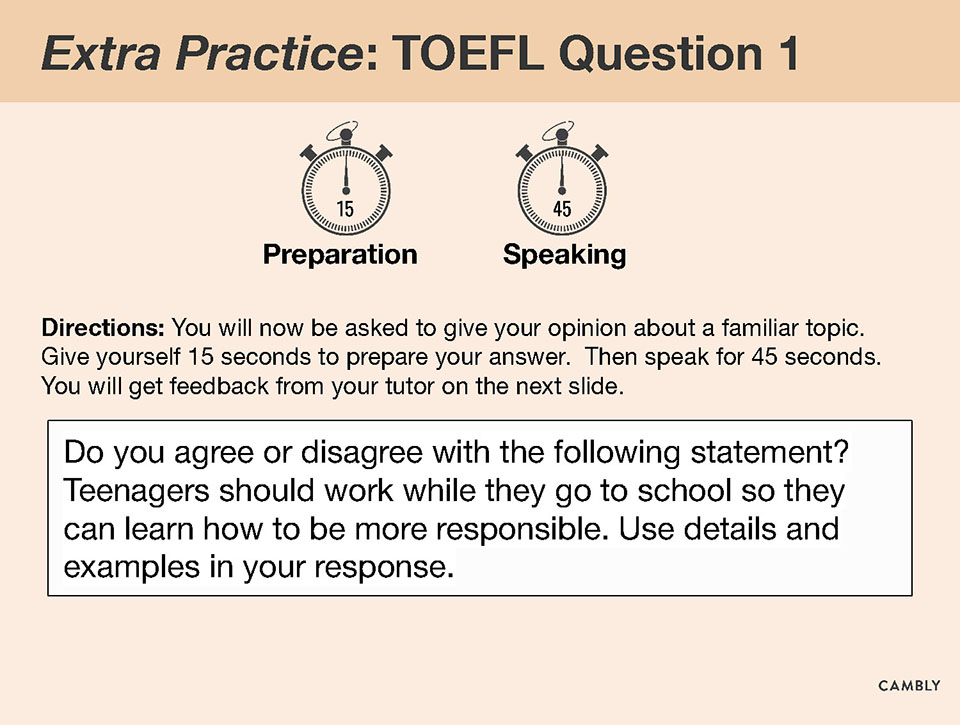 Extra Practice: TOEFL Question 1
15
45
Preparation
Speaking
Directions: You will now be asked to give your opinion about a familiar topic.
Give yourself 15 seconds to prepare your answer.  Then speak for 45 seconds.
You will get feedback from your tutor on the next slide.
Do you agree or disagree with the following statement?
Teenagers should work while they go to school so they
can learn how to be more responsible. Use details and
examples in your response.
CAMBLY